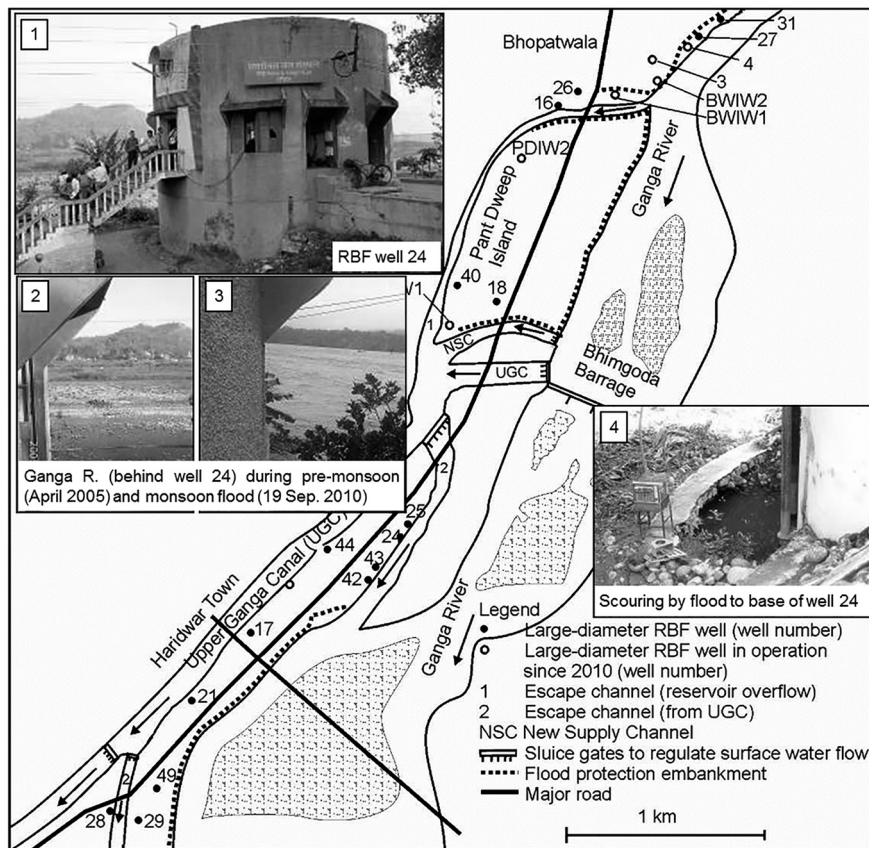 1
RBF well 24
2
3
Ganga R. (behind well 24) during pre-monsoon
(April 2005) and monsoon flood (19 Sep. 2010)
4
Scouring by flood to base of well 24
Bhopatwala
31
27
4
3
BWIW2
BWIW1
26
16
PDIW2
Pant Dweep
Island
Ganga River
40
18
1
NSC
UGC
Bhimgoda
Barrage
2
25
24
44
43
42
Upper Ganga Canal (UGC)
Haridwar Town
17
21
Ganga River
2
49
28
29
Legend
Large-diameter RBF well (well number)
Large-diameter RBF well in operation
since 2010 (well number)
1 Escape channel (reservoir overflow)
2 Escape channel (from UGC)
NSC New Supply Channel
Sluice gates to regulate surface water flow
Flood protection embankment
Major road
1 km